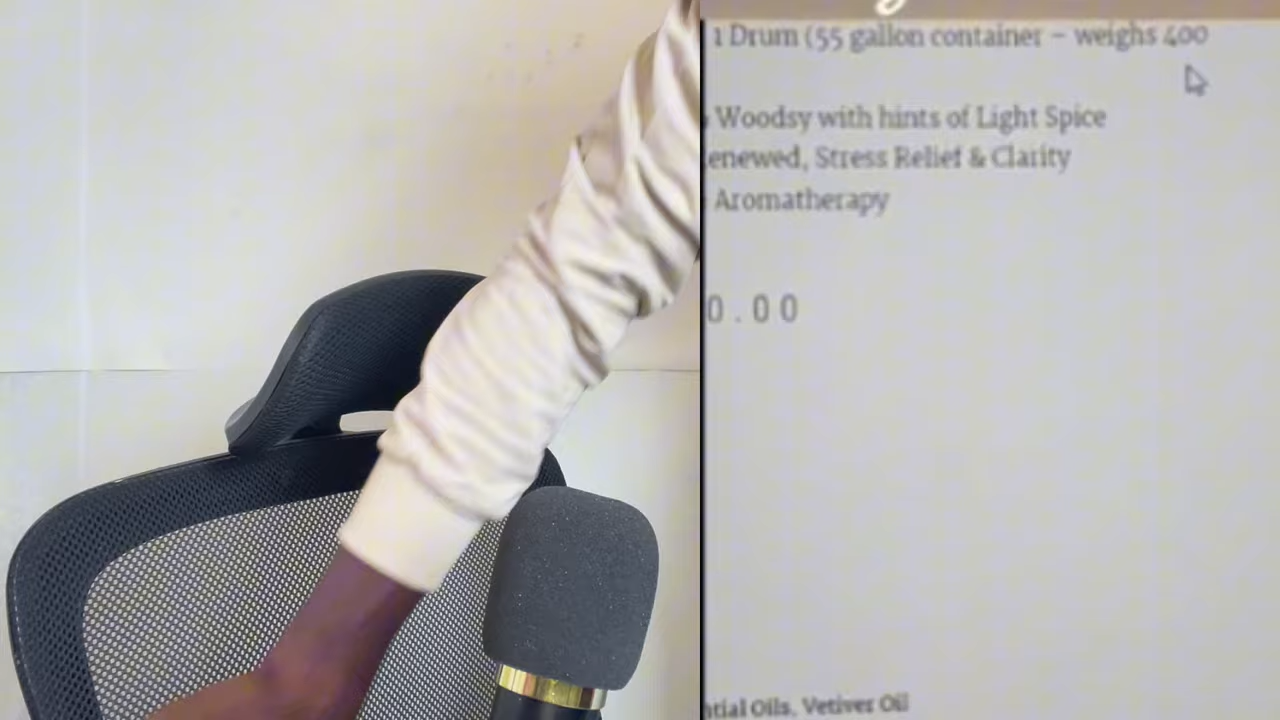 1 Drum (55 gallon container – weighs 400
Woodsy with hints of Light Spice
enewed, Stress Relief & Clarity
Aromatherapy
0.00
ntial Oils, Vetiver Oil